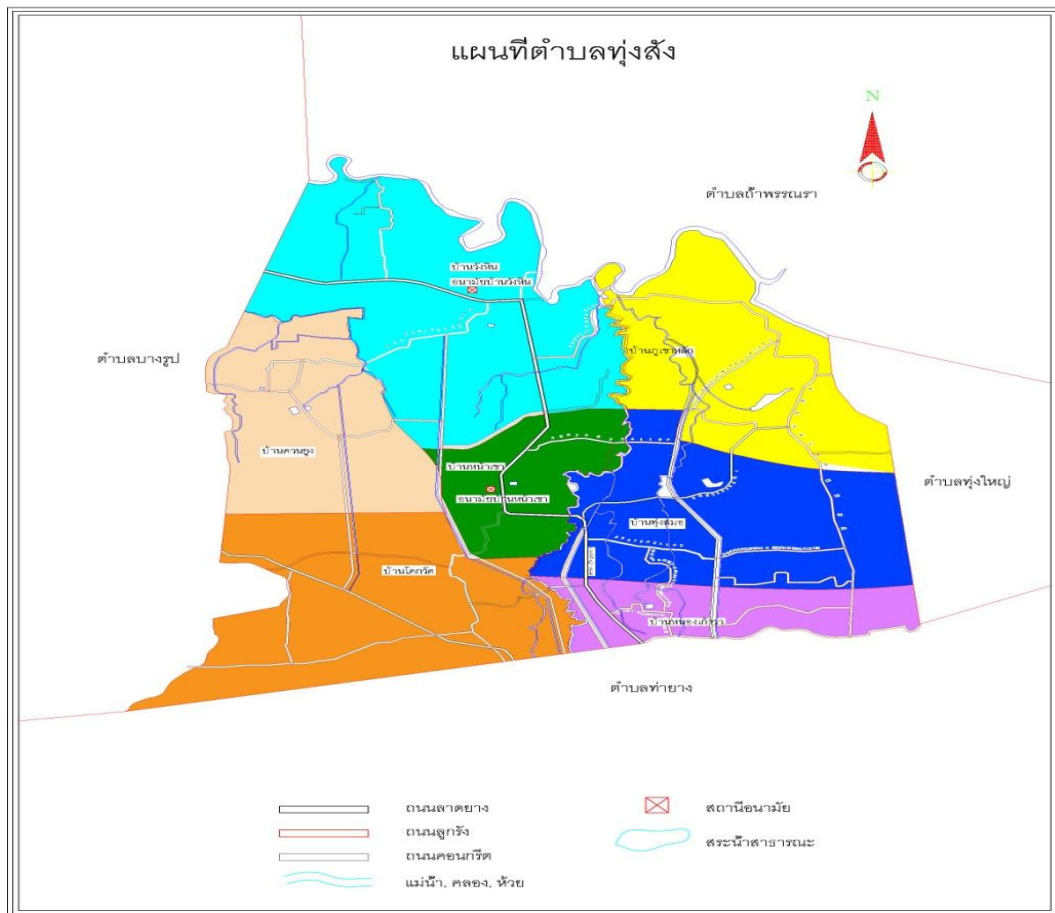 แผนที่ตำบลทุ่งสัง
N
ตำบลถ้ำพรรณรา
บ้านวังหิน
อนามัยบ้านวังหิน
บ้านภูเขาหลัก
ตำบลบางรูป
บ้านควนยูง
บ้านหน้าเขา
อนามัยบ้านหน้าเขา
ตำบลทุ่งใหญ่
บ้านทุ่งสมอ
บ้านโคกวัด
ตำบลท่ายาง
ถนนลาดยาง
สถานีอนามัย
ถนนลูกรัง
สระน้ำสาธารณะ
ถนนคอนกรีต
แม่น้ำ, คลอง, ห้วย